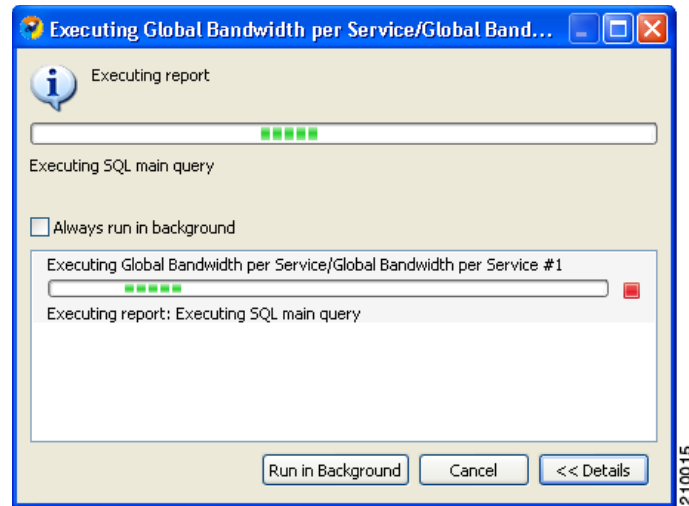 Executing Global Bandwidth per Service/Global Band...
Executing report
Executing SQL main query
Always run in background
Executing Global Bandwidth per Service/Global Bandwidth per Service #1
Executing report: Executing SQL main query
Run in Background
Cancel
<< Details
210015